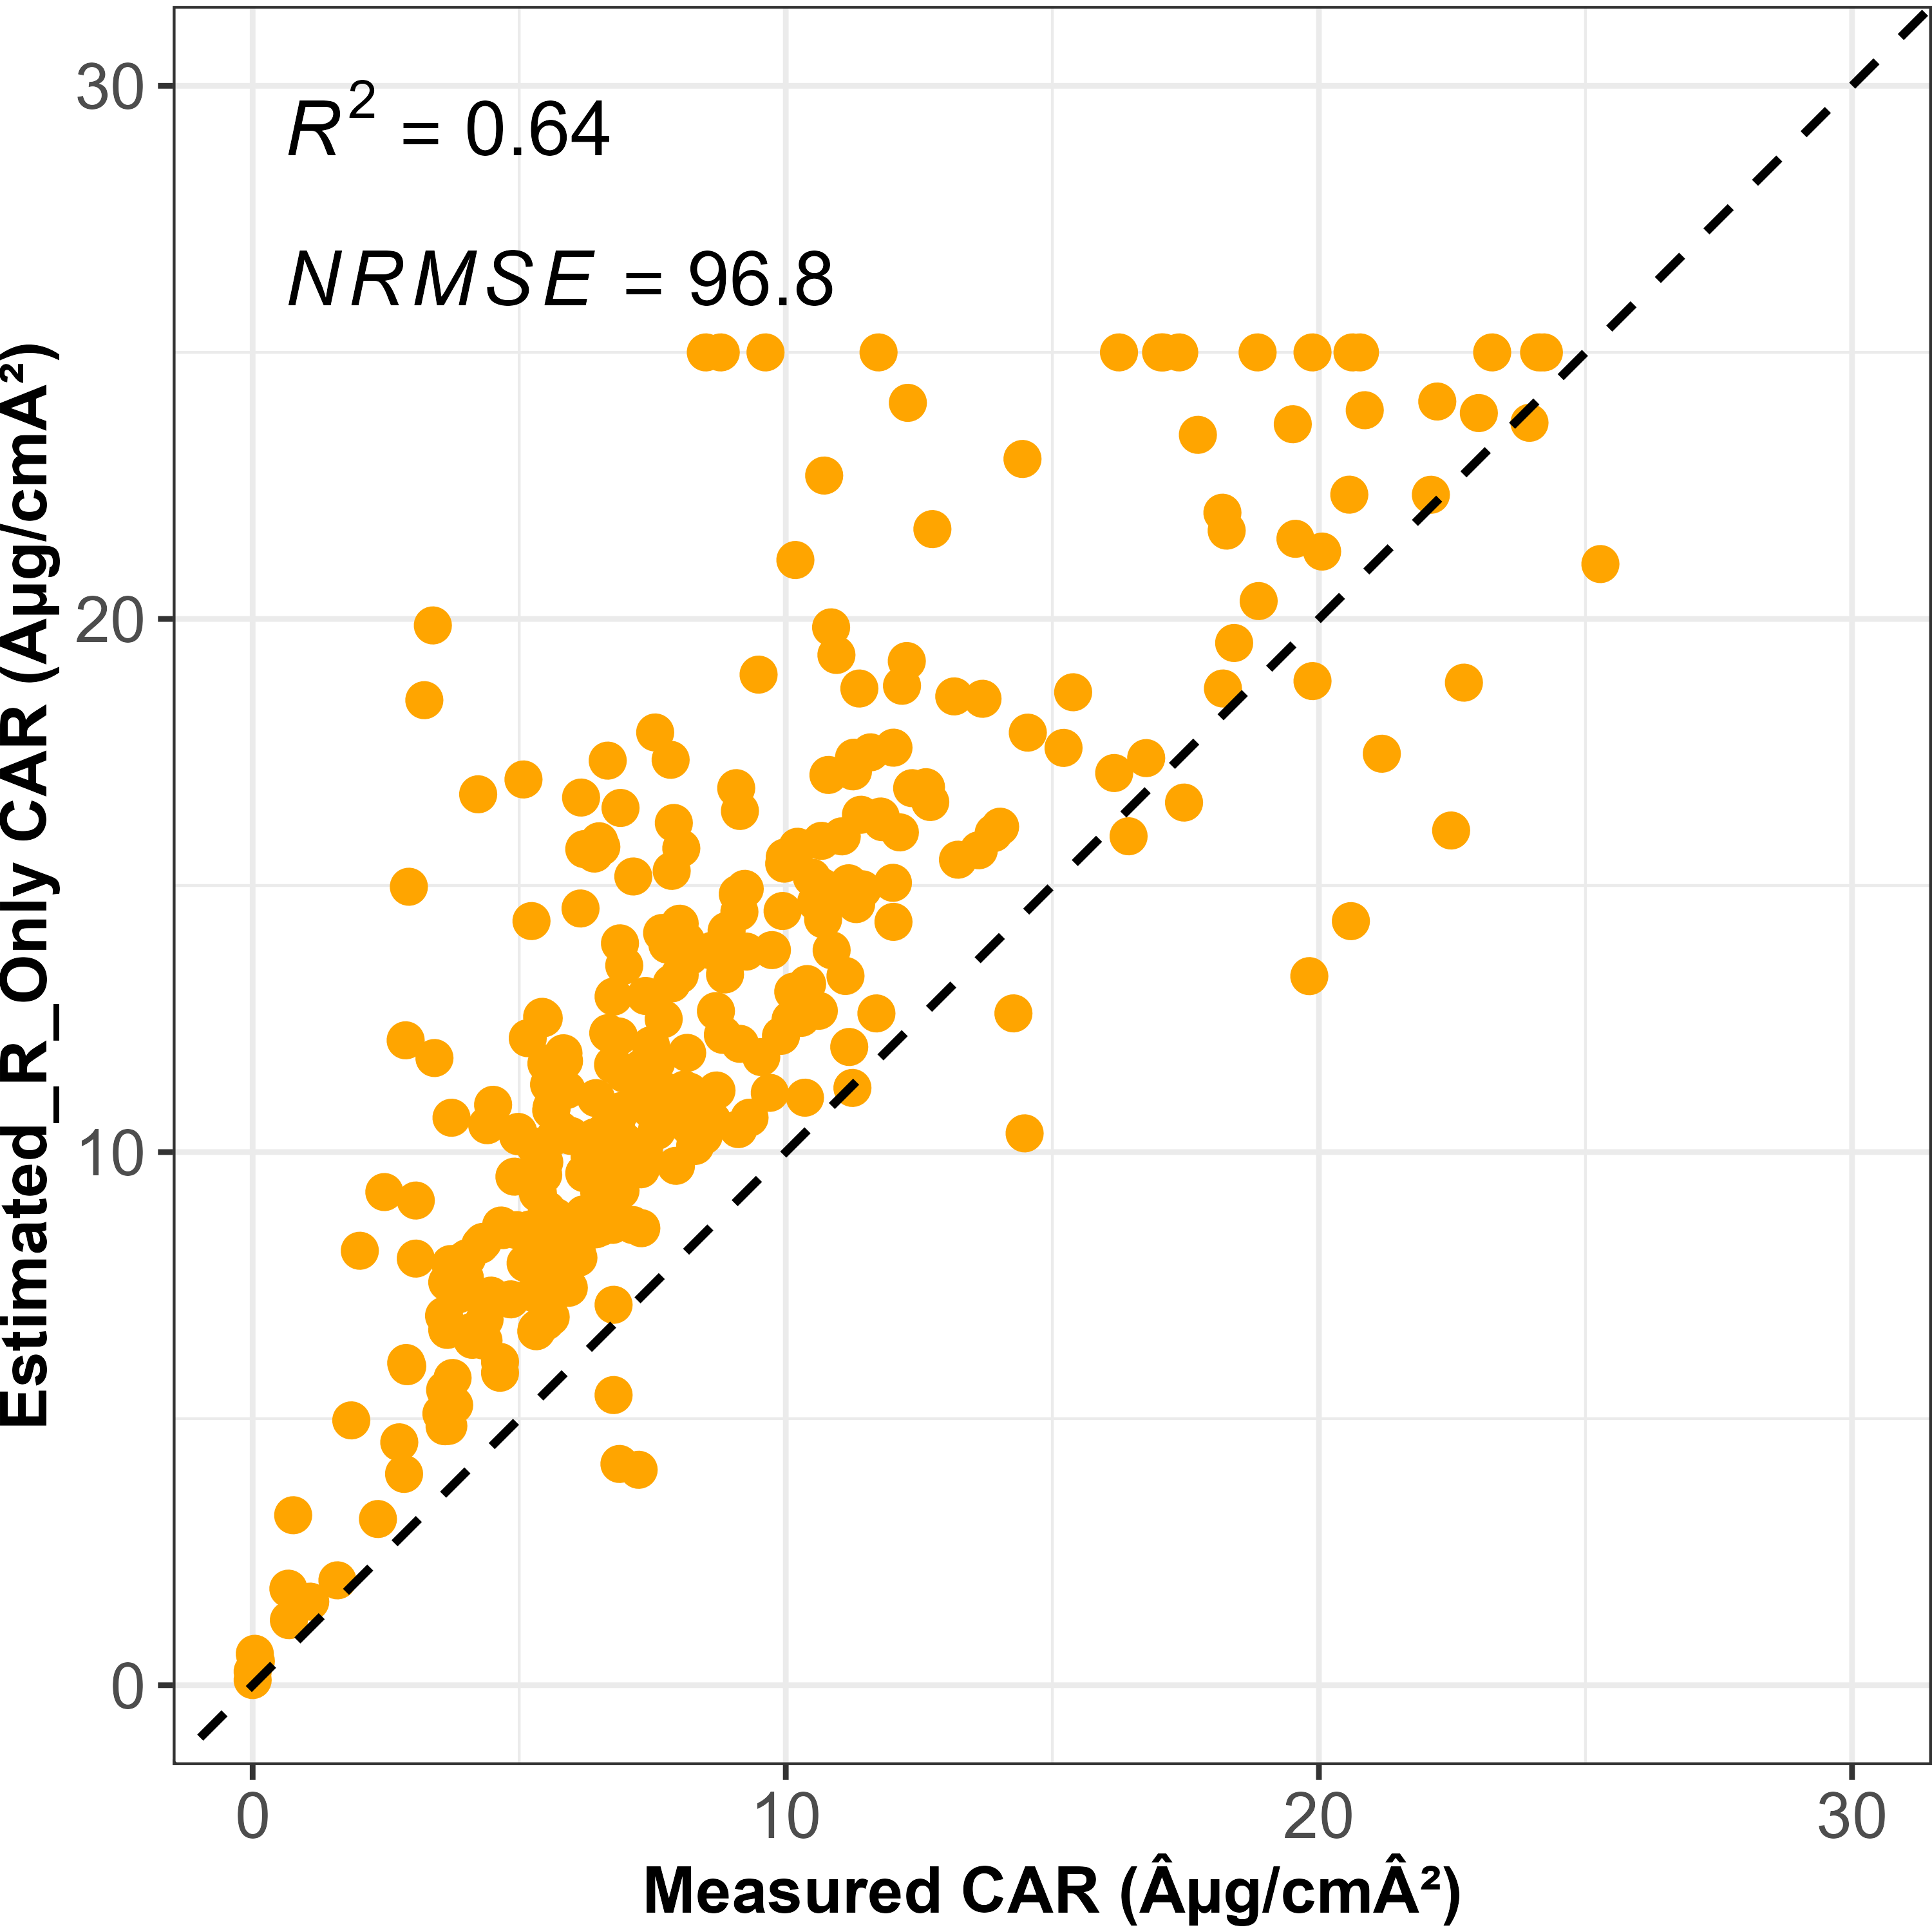 R² = 0.64
NRMSE = 96.8
30
20
10
0
Estimated_R_Only CAR (Âµg/cmÂ²)
0 10 20 30
Measured CAR (Âµg/cmÂ²)